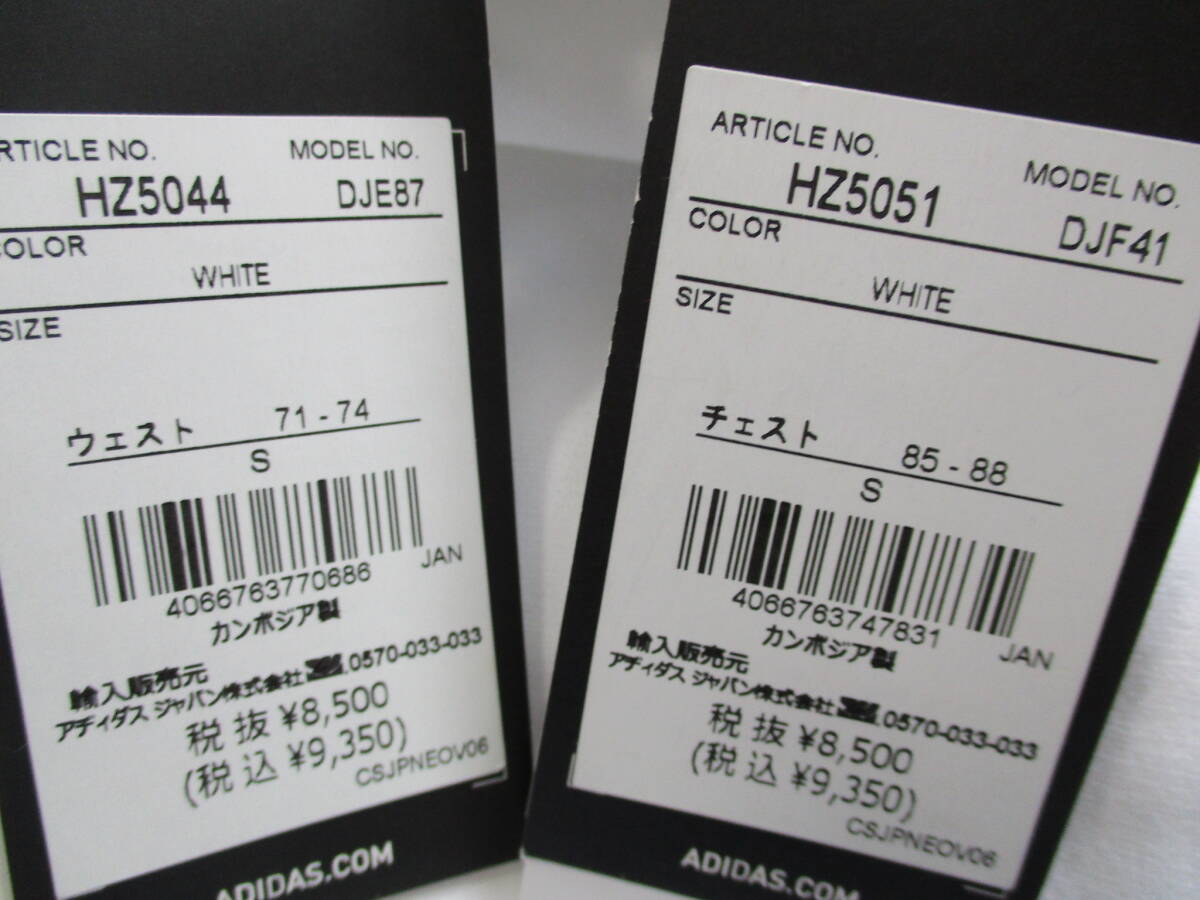 RTICLE NO. MODEL NO.
HZ5044 DJE87
COLOR
WHITE
SIZE
ウェスト 71 - 74
S
JAN
4066763770686
カンボジア製
輸入販売元
アディダス ジャパン株式会社 0570-033-033
税 抜 ¥8,500
(税 込 ¥9,350)
CSJPNEOV06
ADIDAS.COM
ARTICLE NO. MODEL NO.
HZ5051 DJF41
COLOR
WHITE
SIZE
チェスト 85 - 88
S
4066763747831
JAN
カンボジア製
輸入販売元
アディダス ジャパン株式会社 0570-033-033
税 抜 ¥8,500
(税 込 ¥9,350)
CSJPNEOV06
ADIDAS.COM